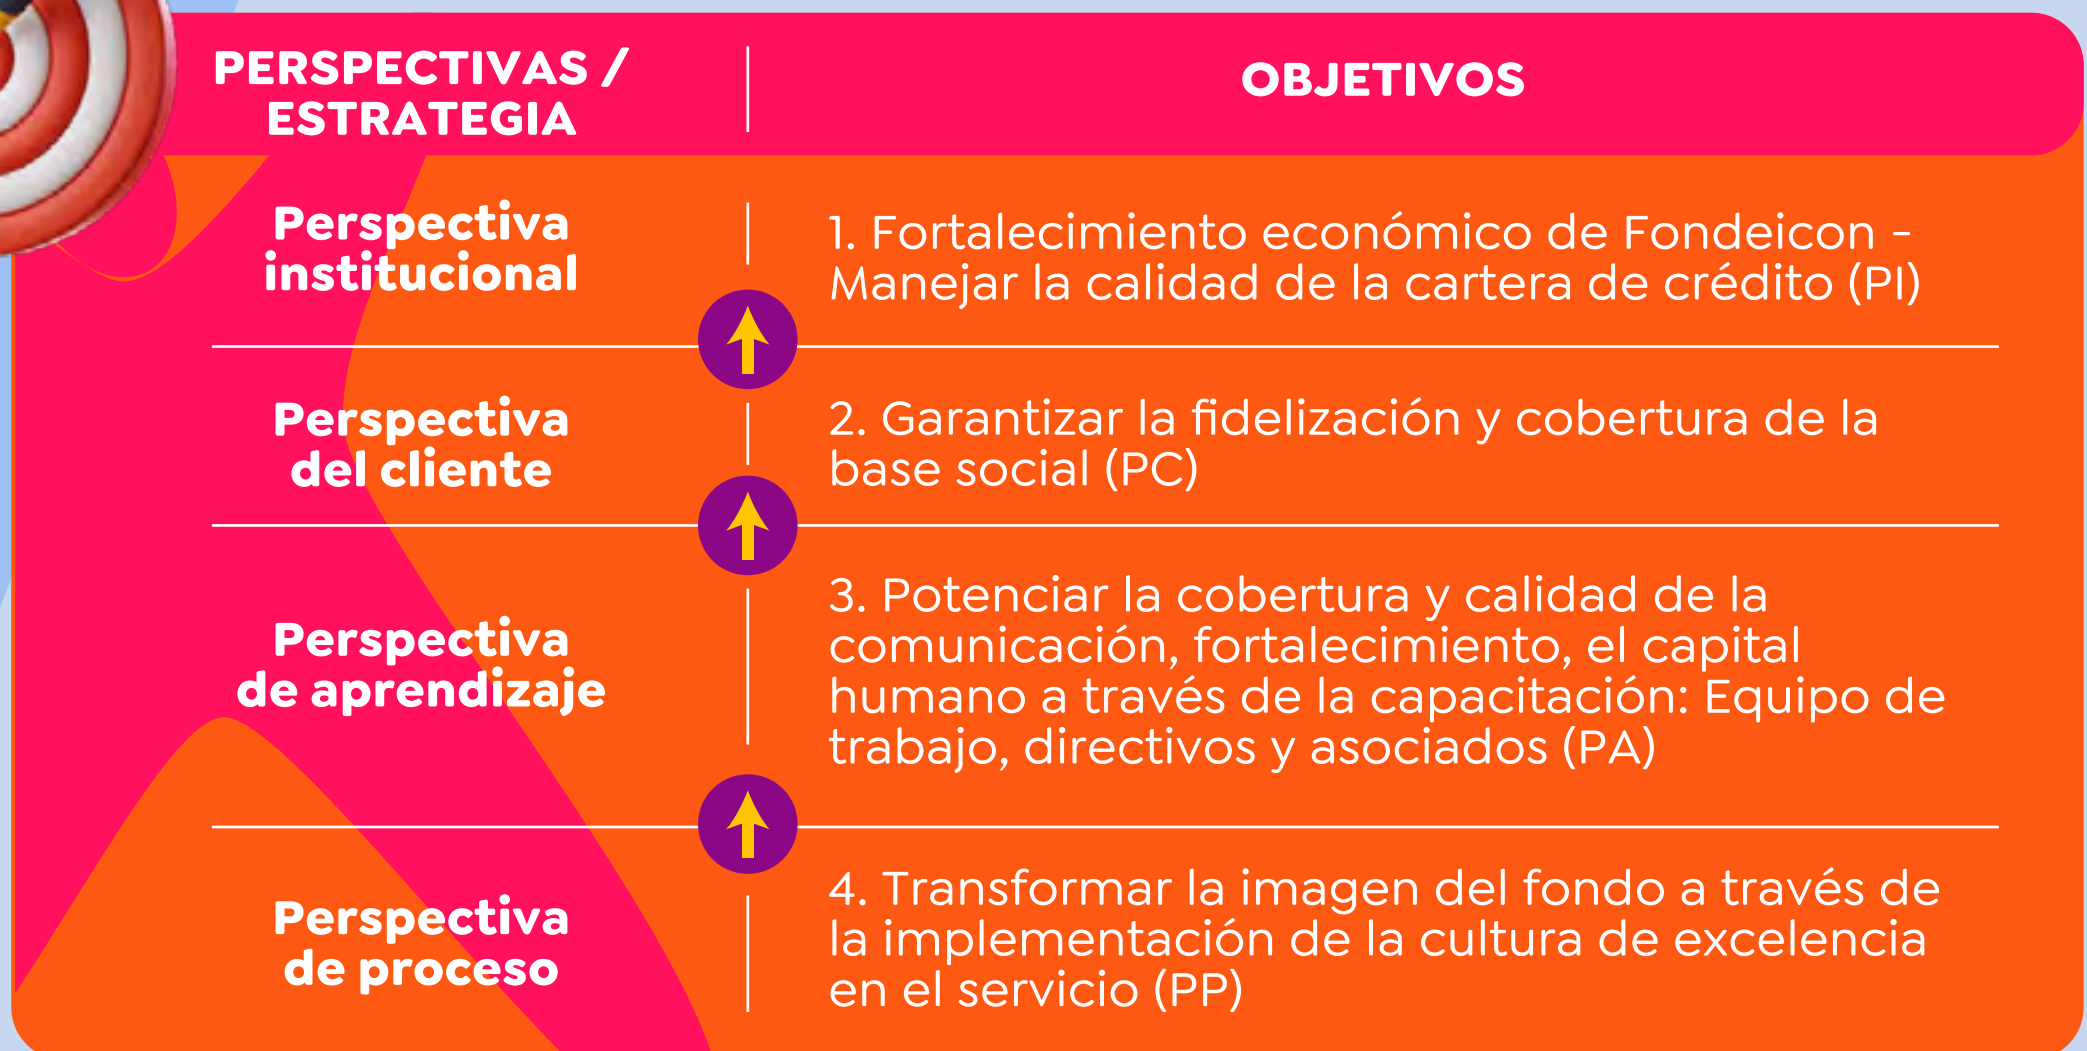 PERSPECTIVAS /
ESTRATEGIA
OBJETIVOS
Perspectiva
institucional
1. Fortalecimiento económico de Fondeicon -
Manejar la calidad de la cartera de crédito (PI)
Perspectiva
del cliente
2. Garantizar la fidelización y cobertura de la
base social (PC)
Perspectiva
de aprendizaje
3. Potenciar la cobertura y calidad de la
comunicación, fortalecimiento, el capital
humano a través de la capacitación: Equipo de
trabajo, directivos y asociados (PA)
Perspectiva
de proceso
4. Transformar la imagen del fondo a través de
la implementación de la cultura de excelencia
en el servicio (PP)